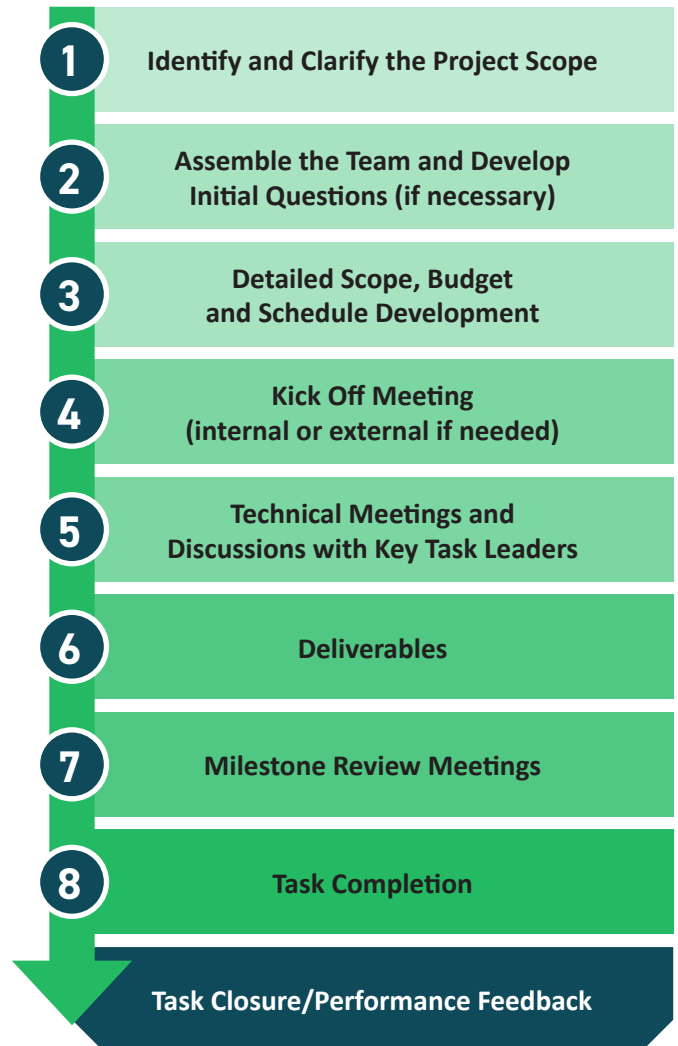 1
Identify and Clarify the Project Scope
2
Assemble the Team and Develop
Initial Questions (if necessary)
3
Detailed Scope, Budget
and Schedule Development
4
Kick Off Meeting
(internal or external if needed)
5
Technical Meetings and
Discussions with Key Task Leaders
6
Deliverables
7
Milestone Review Meetings
8
Task Completion
Task Closure/Performance Feedback